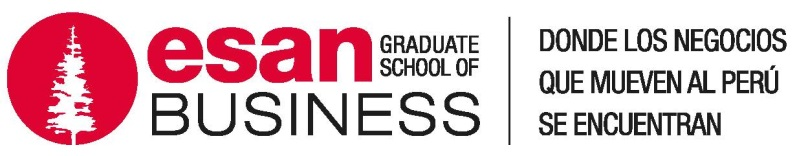 esan GRADUATE
SCHOOL OF
BUSINESS
DONDE LOS NEGOCIOS
QUE MUEVEN AL PERÚ
SE ENCUENTRAN